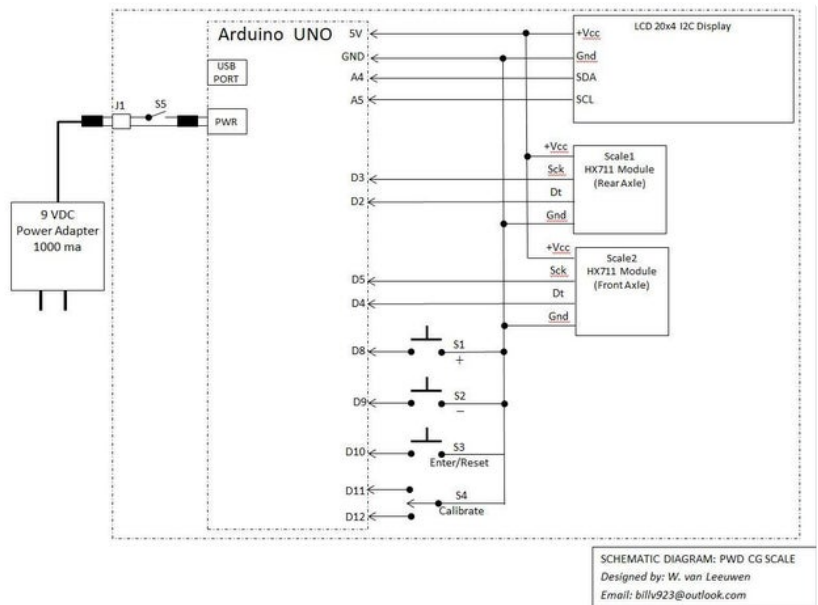 Arduino UNO
USB
PORT
PWR
J1
S5
9 VDC
Power Adapter
1000 ma
5V
GND
A4
A5
D3
D2
D5
D4
D8
D9
D10
D11
D12
LCD 20x4 I2C Display
+Vcc
Gnd
SDA
SCL
+Vcc
Sck
Dt
Gnd
Scale1
HX711 Module
(Rear Axle)
+Vcc
Sck
Dt
Gnd
Scale2
HX711 Module
(Front Axle)
S1
+
S2
–
S3
Enter/Reset
S4
Calibrate
SCHEMATIC DIAGRAM: PWD CG SCALE
Designed by: W. van Leeuwen
Email: billv923@outlook.com